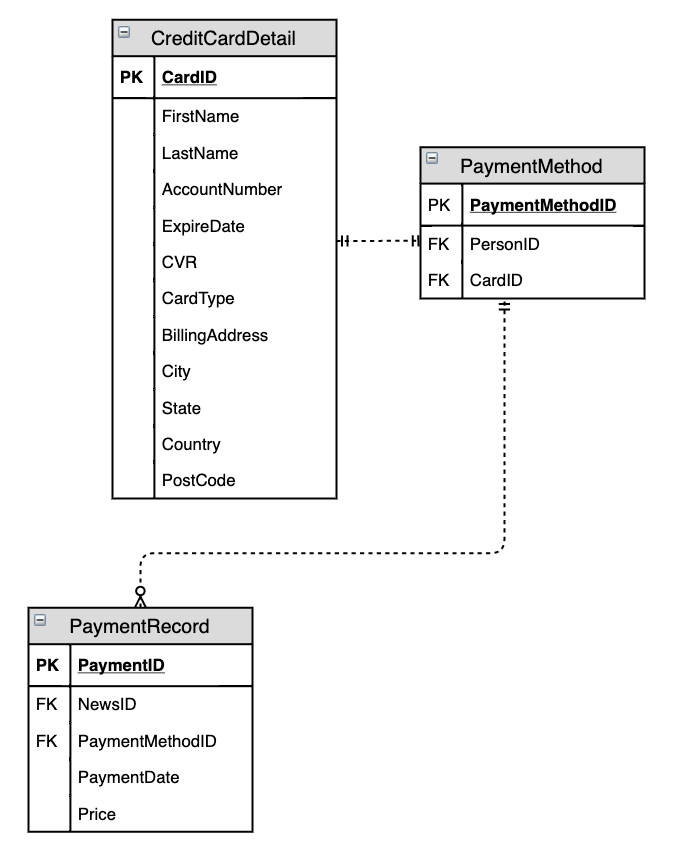 CreditCardDetail
PK CardID
FirstName
LastName
AccountNumber
ExpireDate
CVR
CardType
BillingAddress
City
State
Country
PostCode
PaymentMethod
PK PaymentMethodID
FK PersonID
FK CardID
PaymentRecord
PK PaymentID
FK NewsID
FK PaymentMethodID
PaymentDate
Price